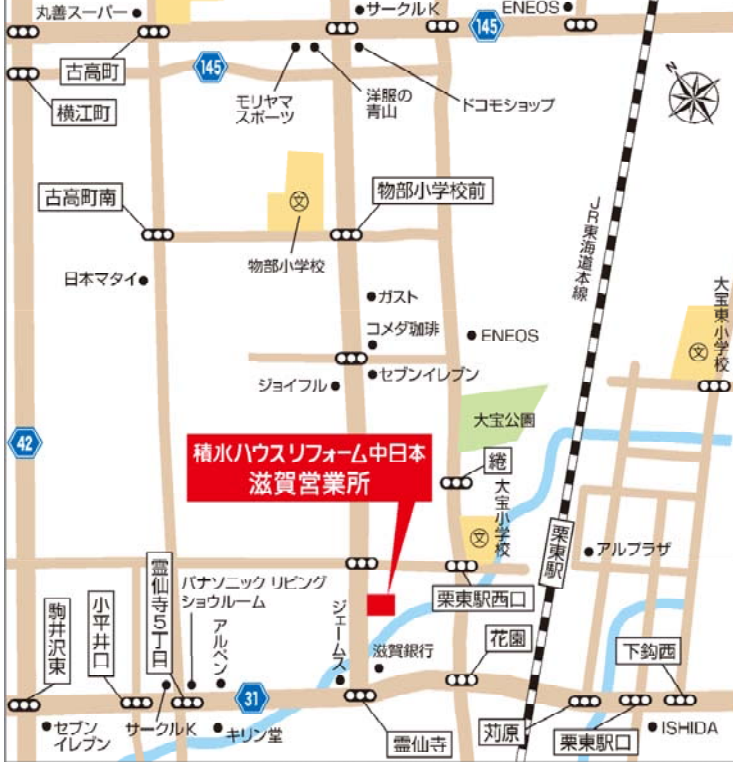 丸善スーパー
サークルK
ENEOS
145
古高町
145
モリヤマ
スポーツ
洋服の
青山
ドコモショップ
N
横江町
古高町南
文
物部小学校前
物部小学校
JR東海道本線
日本マタイ
ガスト
コメダ珈琲
ENEOS
大宝東小学校
文
ジョイフル
セブンイレブン
大宝公園
42
積水ハウスリフォーム中日本
滋賀営業所
綣
大宝小学校
文
栗東駅
アルプラザ
駒井沢東
小平井口
霊仙寺5丁目
パナソニック リビング
ショウルーム
アルペン
ジェームス
栗東駅西口
滋賀銀行
花園
下鈎西
31
セブン
イレブン
サークルK
キリン堂
霊仙寺
苅原
栗東駅口
ISHIDA